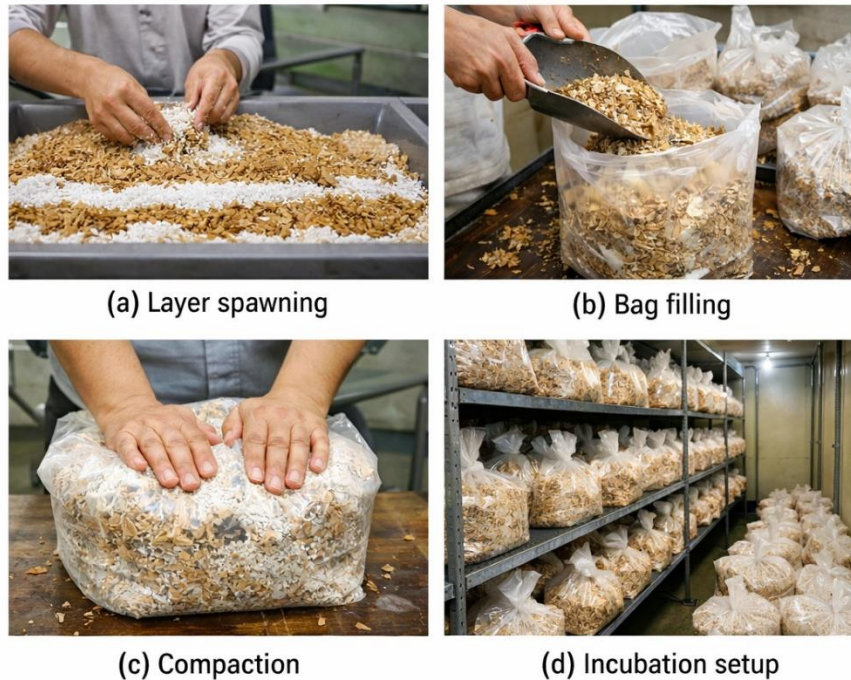 (a) Layer spawning
(b) Bag filling
(c) Compaction
(d) Incubation setup